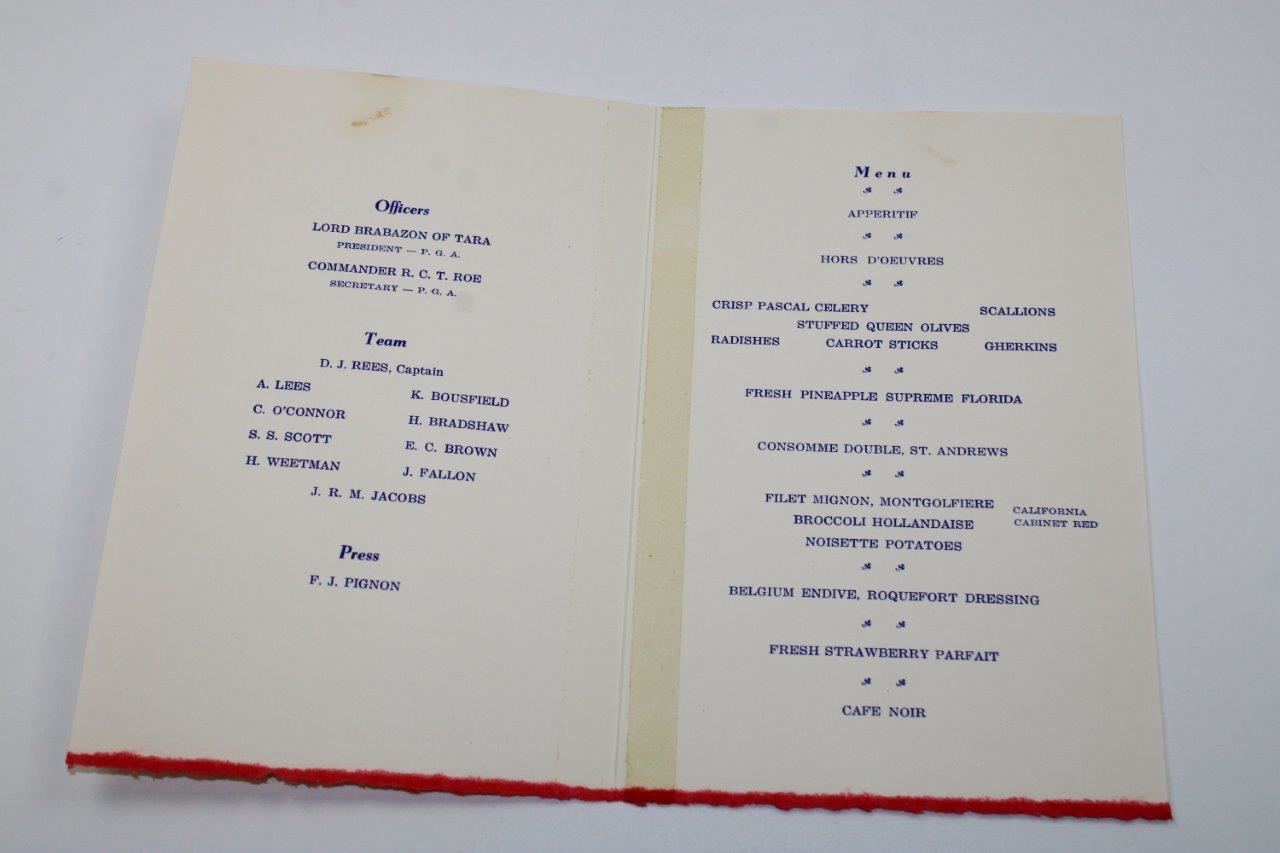 Officers
LORD BRABAZON OF TARA
PRESIDENT — P. G. A.
COMMANDER R. C. T. ROE
SECRETARY — P. G. A.
Team
D. J. REES, Captain
A. LEES K. BOUSFIELD
C. O'CONNOR H. BRADSHAW
S. S. SCOTT E. C. BROWN
H. WEETMAN J. FALLON
J. R. M. JACOBS
Press
F. J. PIGNON
Menu
APPERITIF
HORS D'OEUVRES
CRISP PASCAL CELERY SCALLIONS
STUFFED QUEEN OLIVES
RADISHES CARROT STICKS GHERKINS
FRESH PINEAPPLE SUPREME FLORIDA
CONSOMME DOUBLE, ST. ANDREWS
FILET MIGNON, MONTGOLFIERE CALIFORNIA
BROCCOLI HOLLANDAISE CABINET RED
NOISETTE POTATOES
BELGIUM ENDIVE, ROQUEFORT DRESSING
FRESH STRAWBERRY PARFAIT
CAFE NOIR